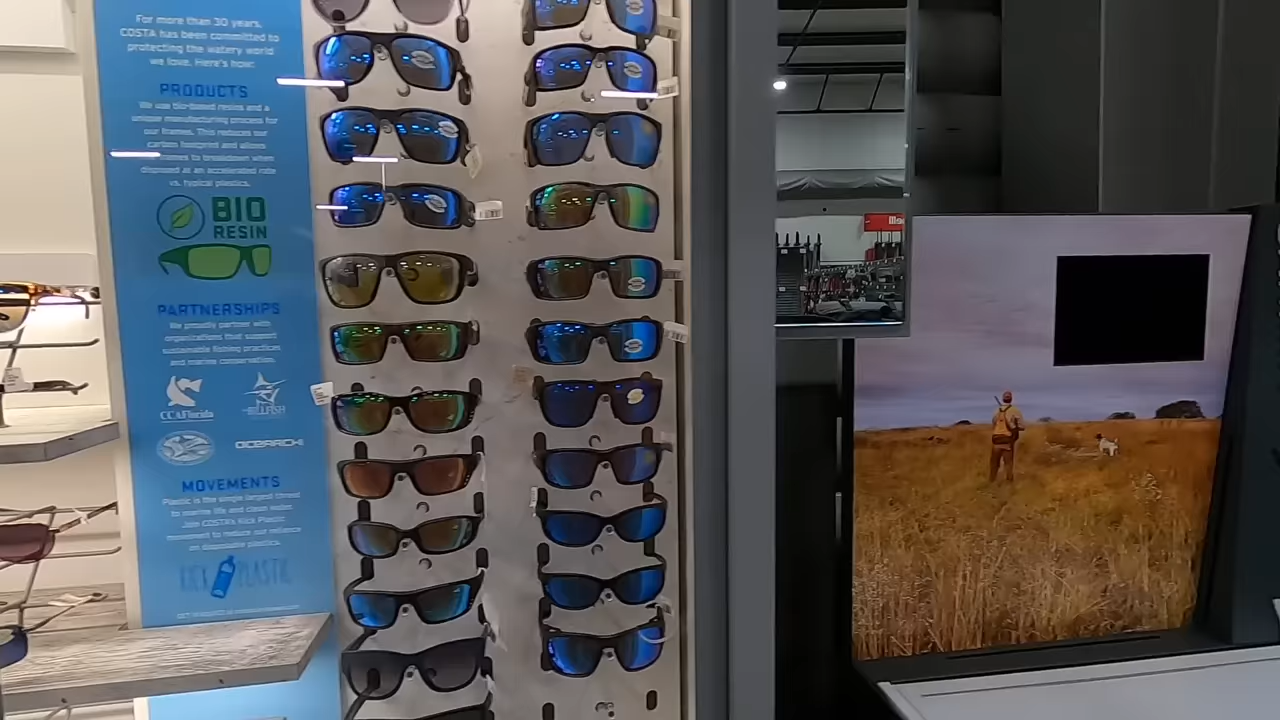 For more than 30 years,
COSTA has been committed to
protecting the watery world
we love. Here's how:
PRODUCTS
We use bio-based resins and a
unique manufacturing process for
our frames. This reduces our
carbon footprint and allows
to breakdown when
disposed at an accelerated rate
vs. typical plastics.
BIO
RESIN
PARTNERSHIPS
We proudly partner with
organizations that support
sustainable fishing practices
and marine conservation.
CCAFlorida
BILLFISH
OCEARCH
MOVEMENTS
Plastic is the single largest threat
to marine life and clean water.
Join COSTA's Kick Plastic
movement to reduce our reliance
on disposable plastics.
KICK PLASTIC